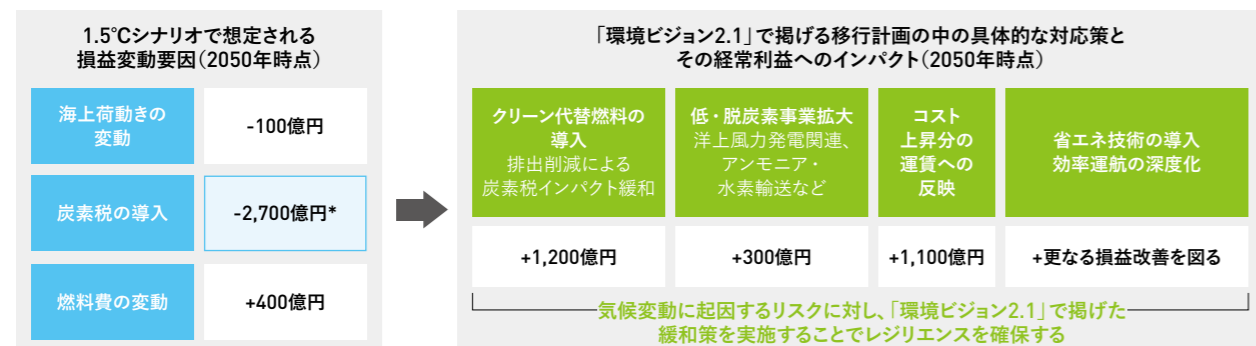 1.5℃シナリオで想定される
損益変動要因(2050年時点)
海上荷動きの
変動
-100億円
炭素税の導入
-2,700億円*
燃料費の変動
+400億円
「環境ビジョン2.1」で掲げる移行計画の中の具体的な対応策と
その経常利益へのインパクト(2050年時点)
クリーン代替燃料の
導入
排出削減による
炭素税インパクト緩和
+1,200億円
低・脱炭素事業拡大
洋上風力発電関連、
アンモニア・
水素輸送など
+300億円
コスト
上昇分の
運賃への
反映
+1,100億円
省エネ技術の導入
効率運航の深度化
+更なる損益改善を図る
気候変動に起因するリスクに対し、「環境ビジョン2.1」で掲げた
緩和策を実施することでレジリエンスを確保する